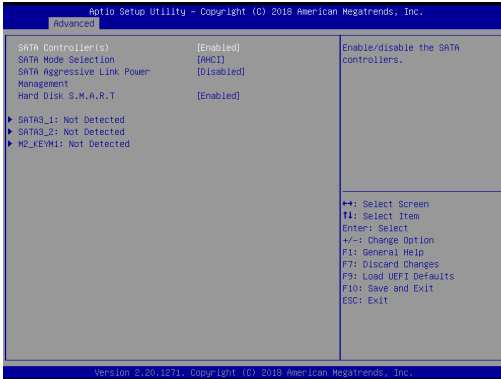 Aptio Setup Utility – Copyright (C) 2018 American Megatrends, Inc.
Advanced
SATA Controller(s) [Enabled]
SATA Mode Selection [AHCI]
SATA Aggressive Link Power Management [Disabled]
Hard Disk S.M.A.R.T [Enabled]
SATA3_1: Not Detected
SATA3_2: Not Detected
M2_KEYM1: Not Detected
Enable/disable the SATA
controllers.
↔: Select Screen
↑↓: Select Item
Enter: Select
+/-: Change Option
F1: General Help
F7: Discard Changes
F9: Load UEFI Defaults
F10: Save and Exit
ESC: Exit
Version 2.20.1271. Copyright (C) 2018 American Megatrends, Inc.